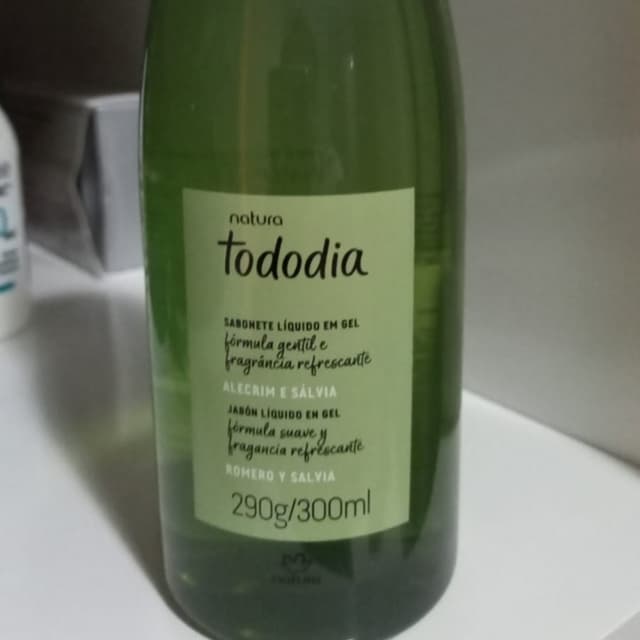 natura
tododia
SABONETE LÍQUIDO EM GEL
fórmula gentil e
fragrância refrescante
ALECRIM E SÁLVIA
JABÓN LÍQUIDO EN GEL
fórmula suave y
fragancia refrescante
ROMERO Y SALVIA
290g/300ml
natura